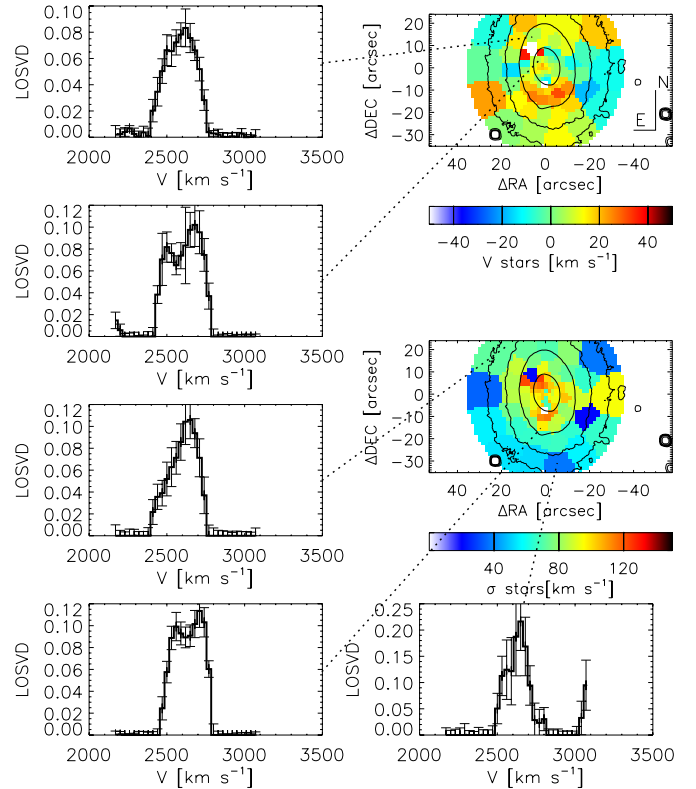 0.10
0.08
0.06
0.04
0.02
0.00
LOSVD
2000 2500 3000 3500
V [km s⁻¹]
20
10
0
−10
−20
−30
ΔDEC [arcsec]
N
E
40 20 0 −20 −40
ΔRA [arcsec]
−40 −20 0 20 40
V stars [km s⁻¹]
0.12
0.10
0.08
0.06
0.04
0.02
0.00
LOSVD
2000 2500 3000 3500
V [km s⁻¹]
20
10
0
−10
−20
−30
ΔDEC [arcsec]
40 20 0 −20 −40
ΔRA [arcsec]
40 80 120
σ stars[km s⁻¹]
0.12
0.10
0.08
0.06
0.04
0.02
0.00
LOSVD
2000 2500 3000 3500
V [km s⁻¹]
0.12
0.10
0.08
0.06
0.04
0.02
0.00
LOSVD
2000 2500 3000 3500
V [km s⁻¹]
0.25
0.20
0.15
0.10
0.05
0.00
LOSVD
2000 2500 3000 3500
V [km s⁻¹]